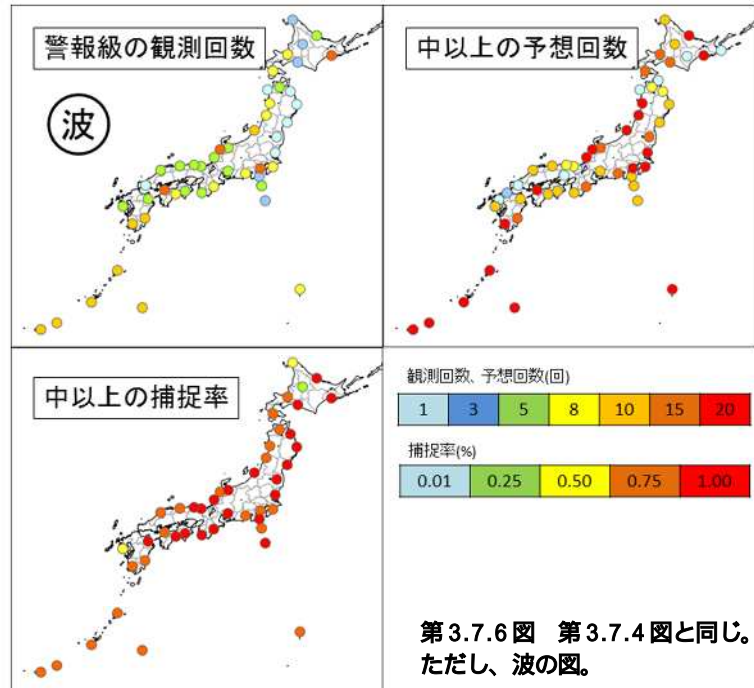 警報級の観測回数
波
中以上の予想回数
中以上の捕捉率
観測回数、予想回数(回)
1 3 5 8 10 15 20
捕捉率(%)
0.01 0.25 0.50 0.75 1.00
第3.7.6図 第3.7.4図と同じ。
ただし、波の図。